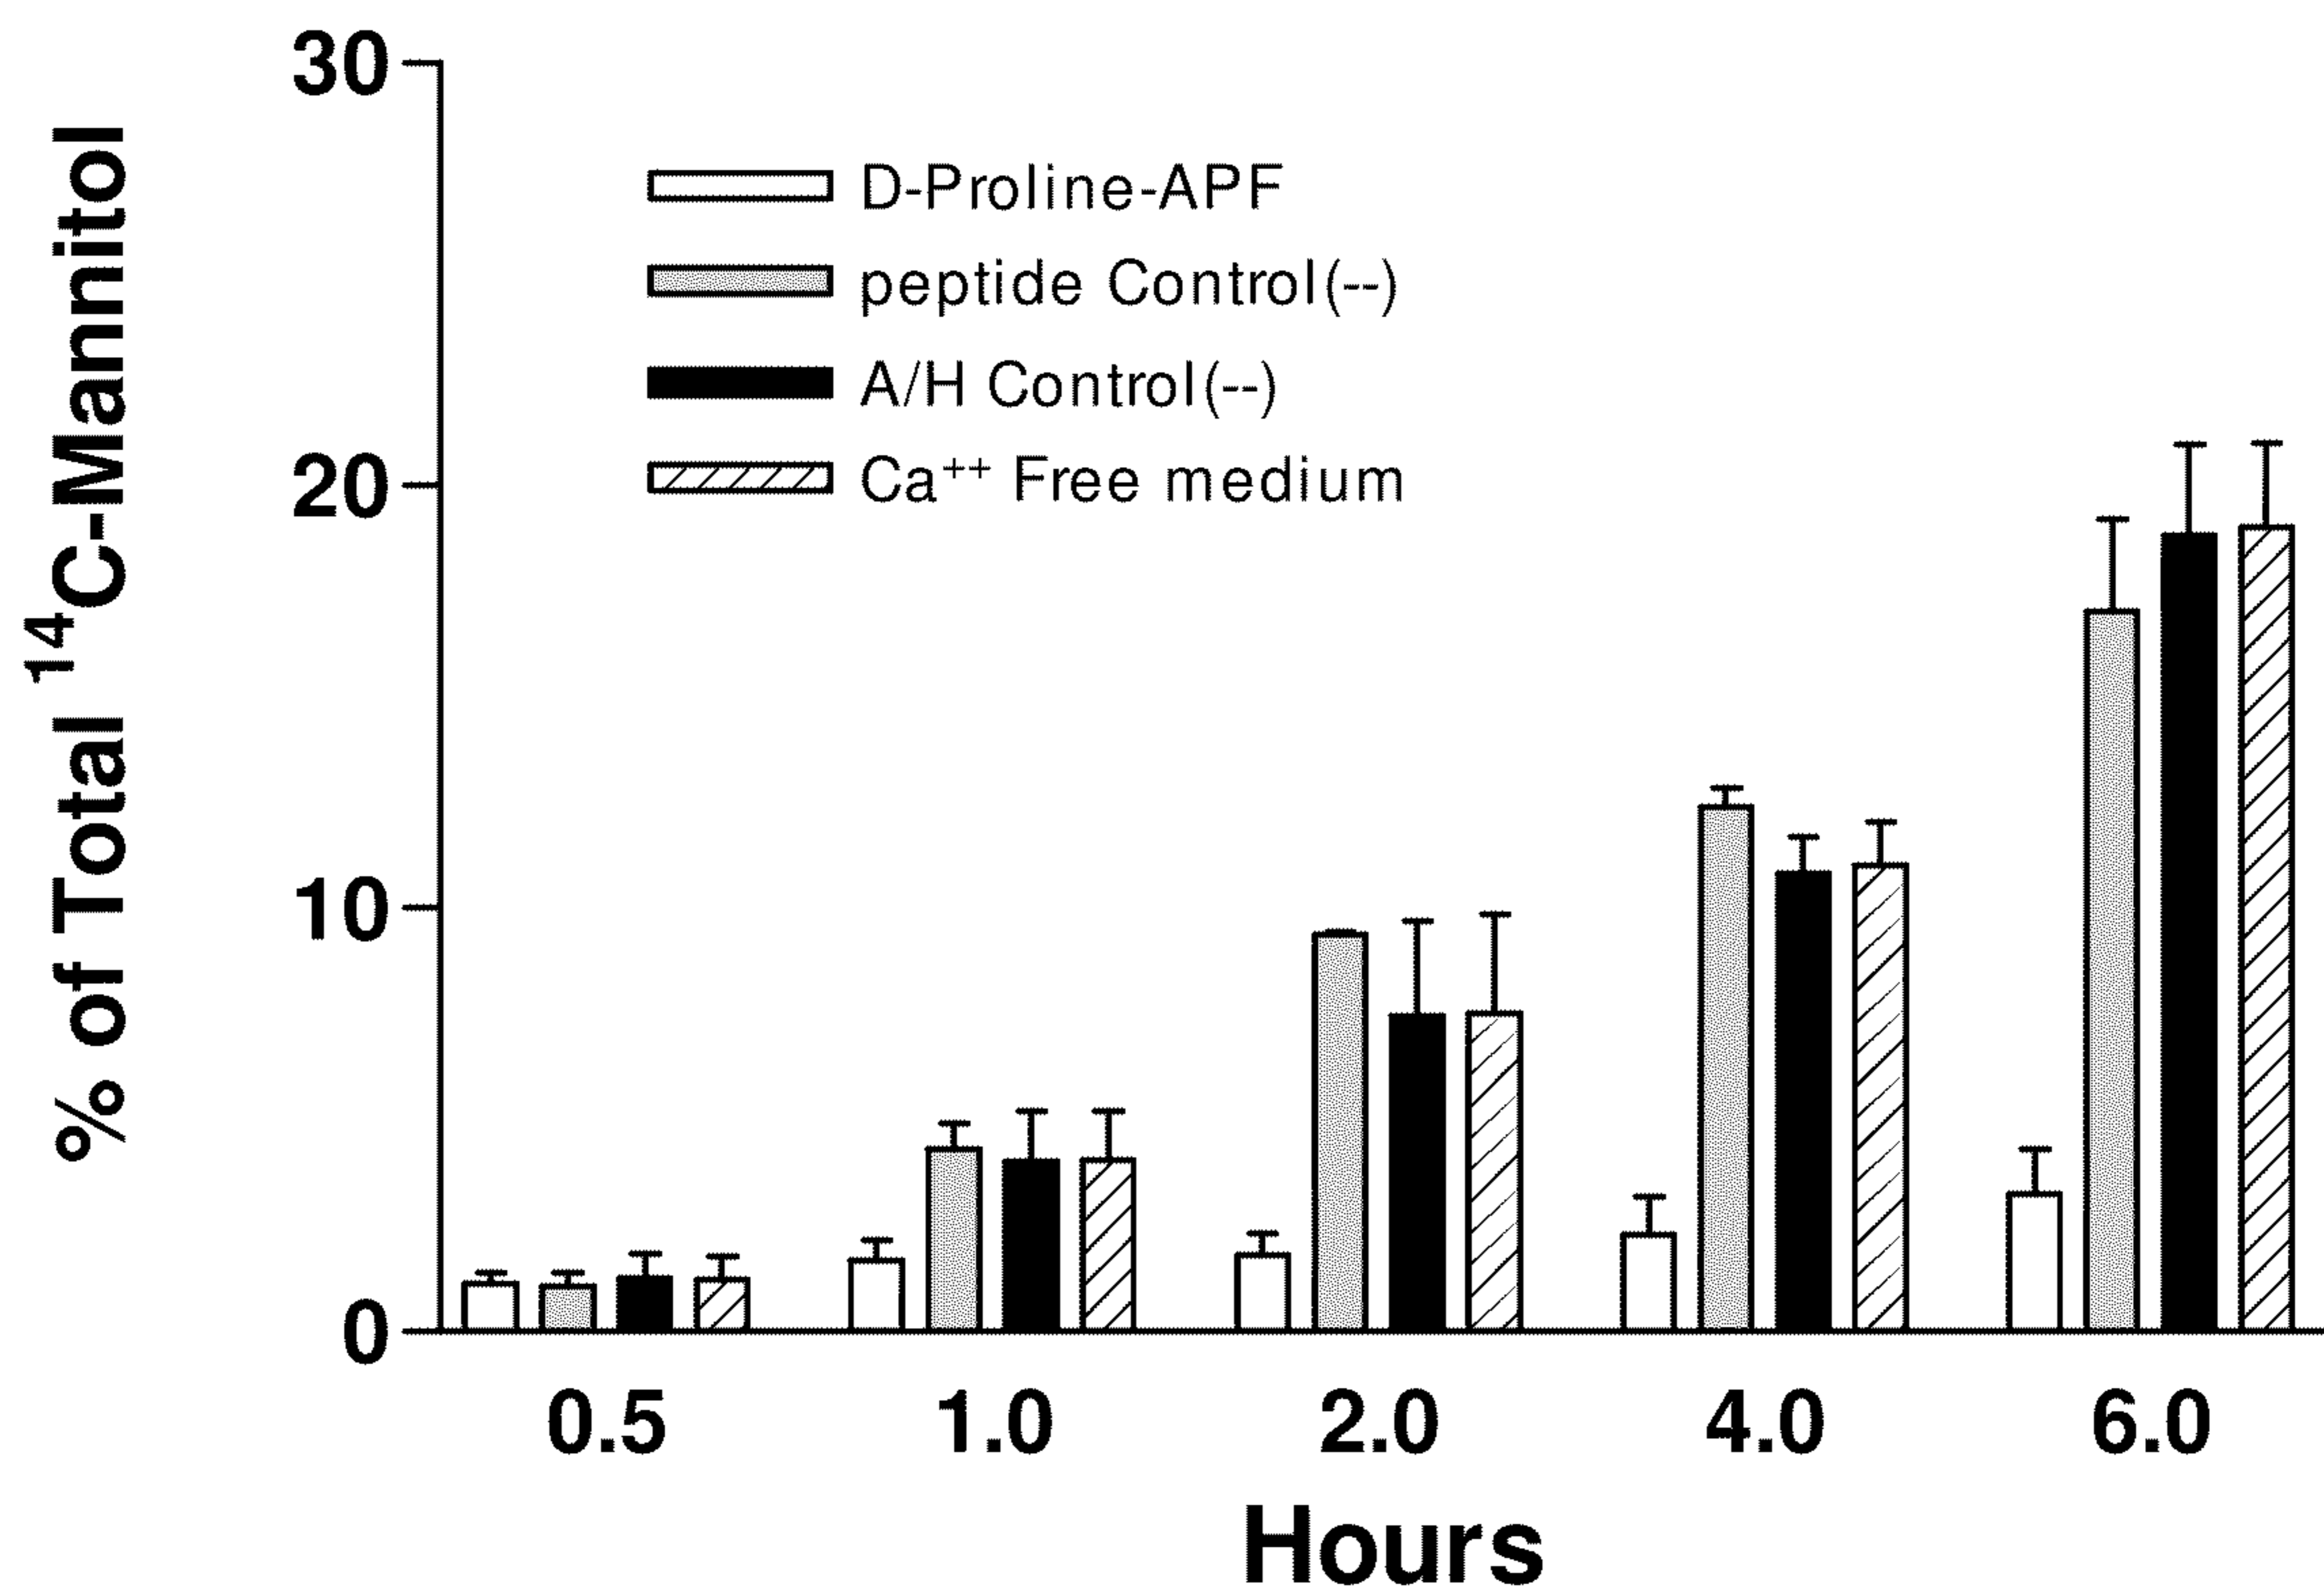 % of Total ¹⁴C-Mannitol
30
20
10
0
D-Proline-APF
peptide Control(--)
A/H Control(--)
Ca⁺⁺ Free medium
0.5 1.0 2.0 4.0 6.0
Hours